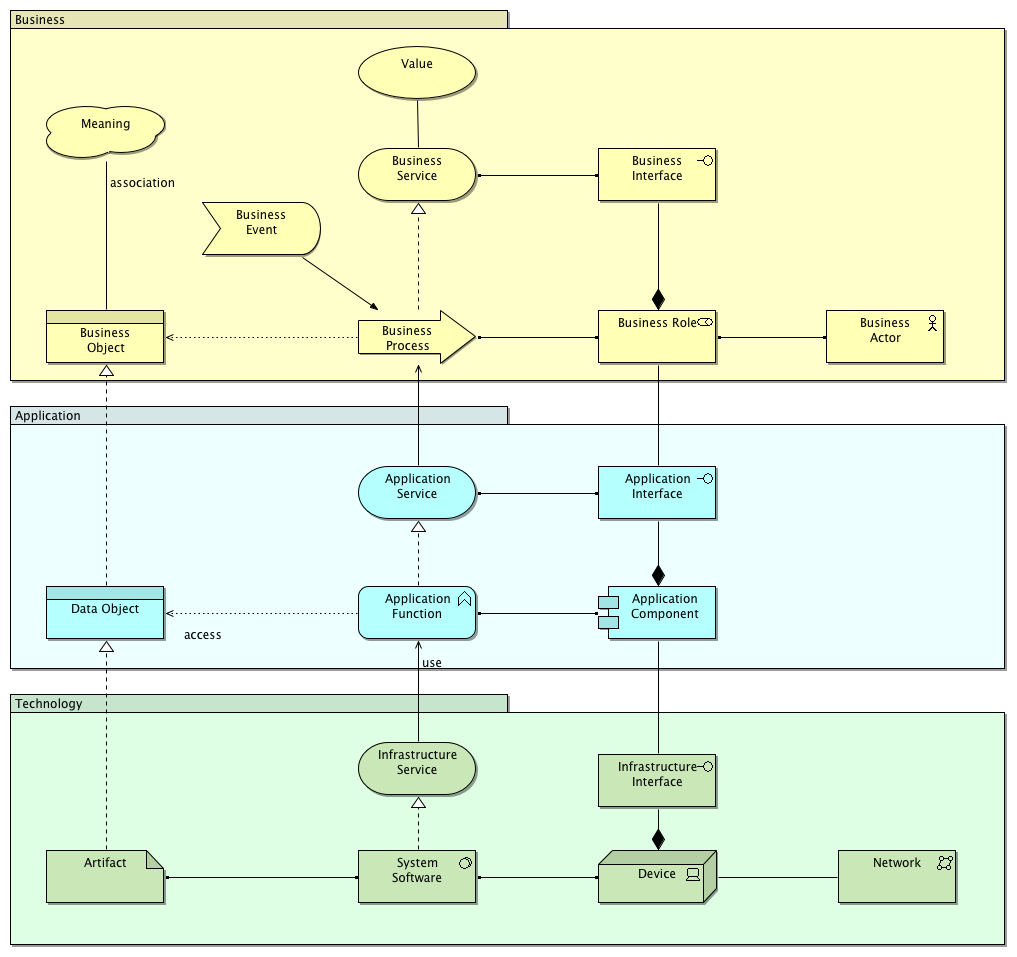 Business
Value
Meaning
Business
Service
Business
Interface
association
Business
Event
Business
Object
Business
Process
Business Role
Business
Actor
Application
Application
Service
Application
Interface
Data Object
Application
Function
Application
Component
access
use
Technology
Infrastructure
Service
Infrastructure
Interface
Artifact
System
Software
Device
Network